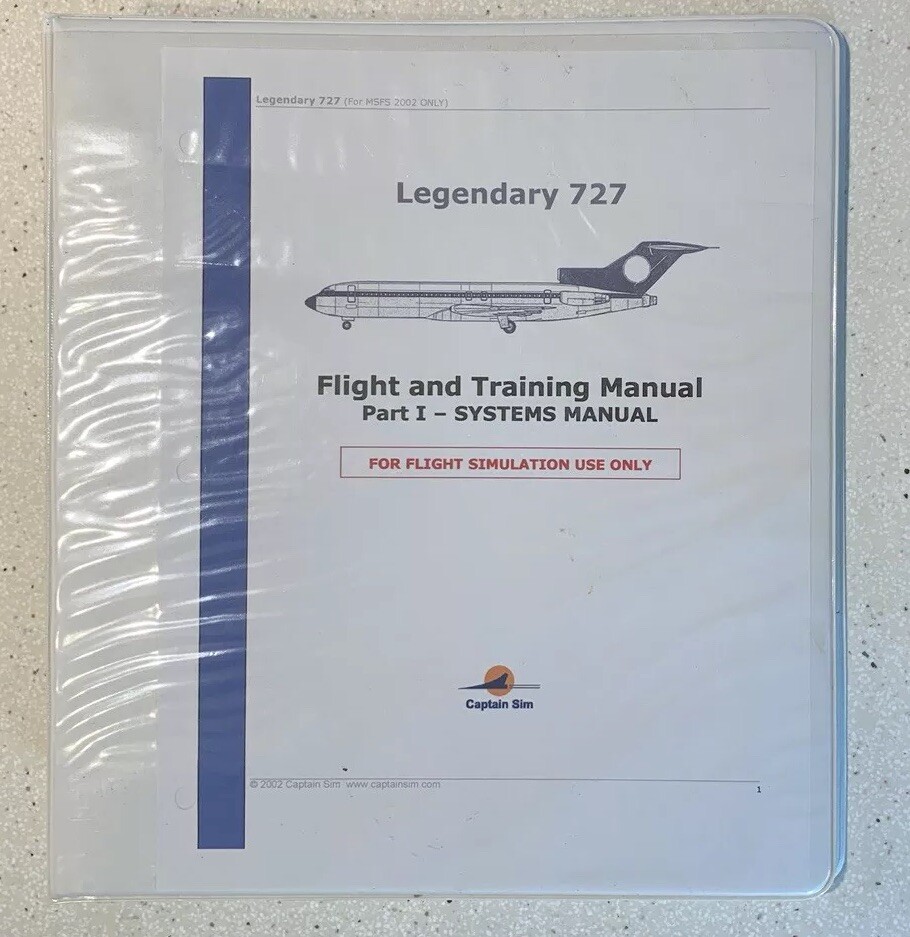 Legendary 727 (For MSFS 2002 ONLY)
Legendary 727
Flight and Training Manual
Part I – SYSTEMS MANUAL
FOR FLIGHT SIMULATION USE ONLY
Captain Sim
© 2002 Captain Sim www.captainsim.com
1